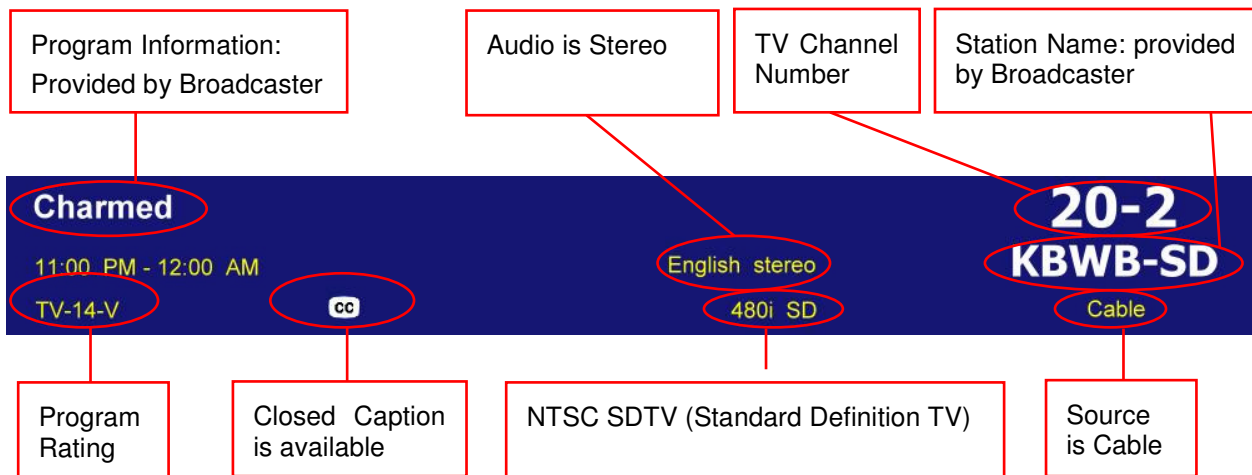 Program Information:
Provided by Broadcaster
Audio is Stereo
TV Channel
Number
Station Name: provided
by Broadcaster
Charmed
20-2
11:00 PM - 12:00 AM
English stereo
KBWB-SD
TV-14-V
CC
480i SD
Cable
Program
Rating
Closed Caption
is available
NTSC SDTV (Standard Definition TV)
Source
is Cable